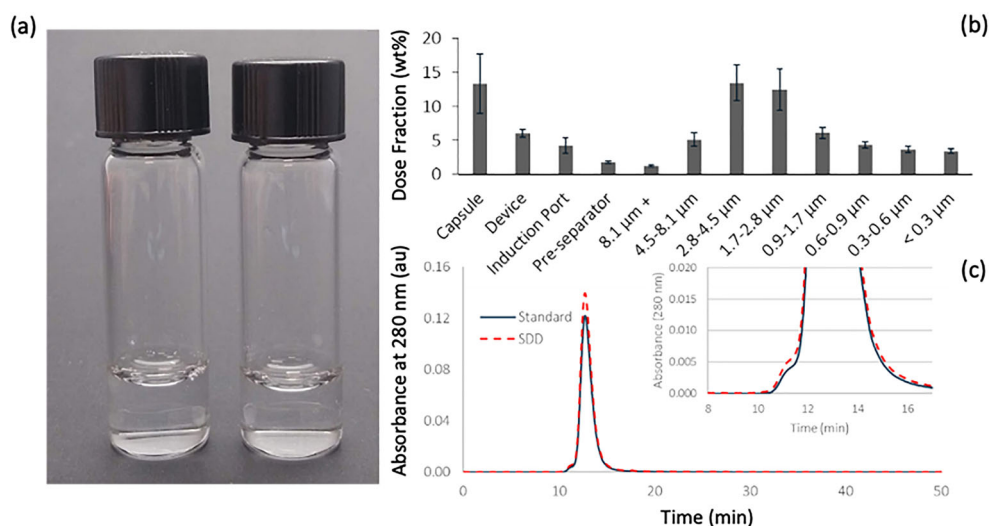 (a)
(b)
Dose Fraction (wt%)
20
15
10
5
0
Capsule
Device
Induction Port
Pre-separator
8.1 µm +
4.5-8.1 µm
2.8-4.5 µm
1.7-2.8 µm
0.9-1.7 µm
0.6-0.9 µm
0.3-0.6 µm
< 0.3 µm
(c)
Absorbance at 280 nm (au)
0.16
0.12
0.08
0.04
0.00
0
10
20
30
40
50
Time (min)
Standard
SDD
Absorbance (280 nm)
0.020
0.015
0.010
0.005
0.000
8
10
12
14
16
Time (min)